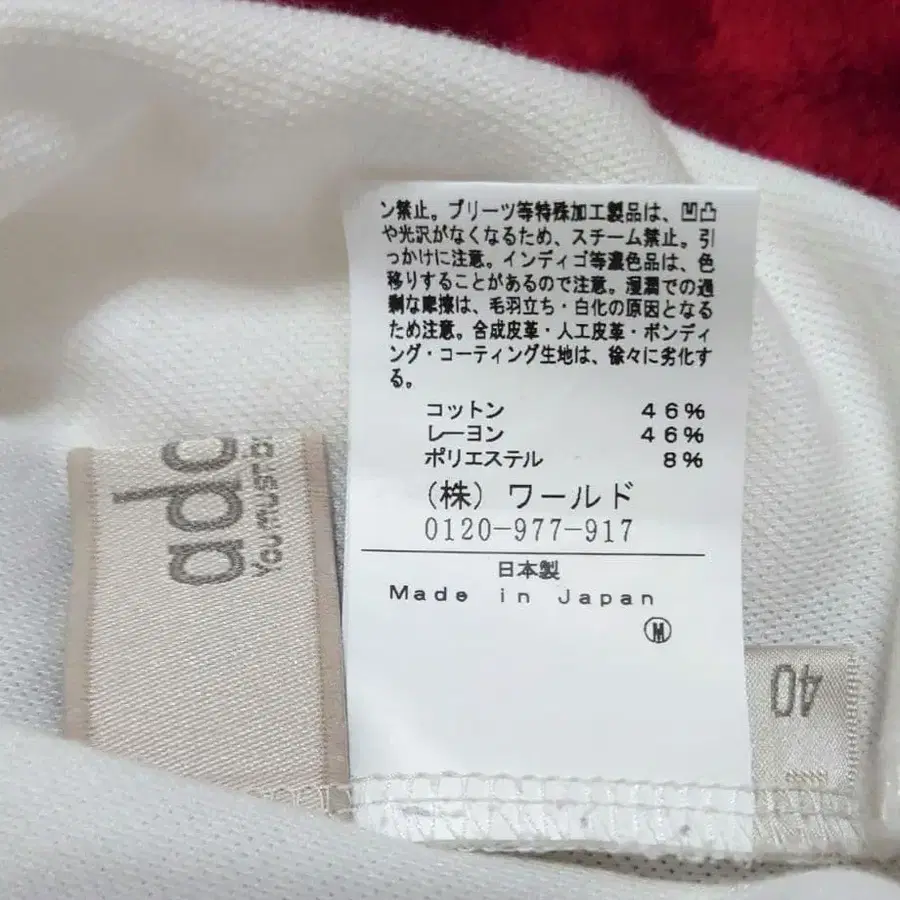 ン禁止。プリーツ等特殊加工製品は、凹凸
や光沢がなくなるため、スチーム禁止。引
っかけに注意。インディゴ等濃色品は、色
移りすることがあるので注意。湿潤での過
剰な摩擦は、毛羽立ち・白化の原因となる
ため注意。合成皮革・人工皮革・ボンディ
ング・コーティング生地は、徐々に劣化す
る。
コットン 46%
レーヨン 46%
ポリエステル 8%
(株) ワールド
0120-977-917
日本製
Made in Japan
M
40